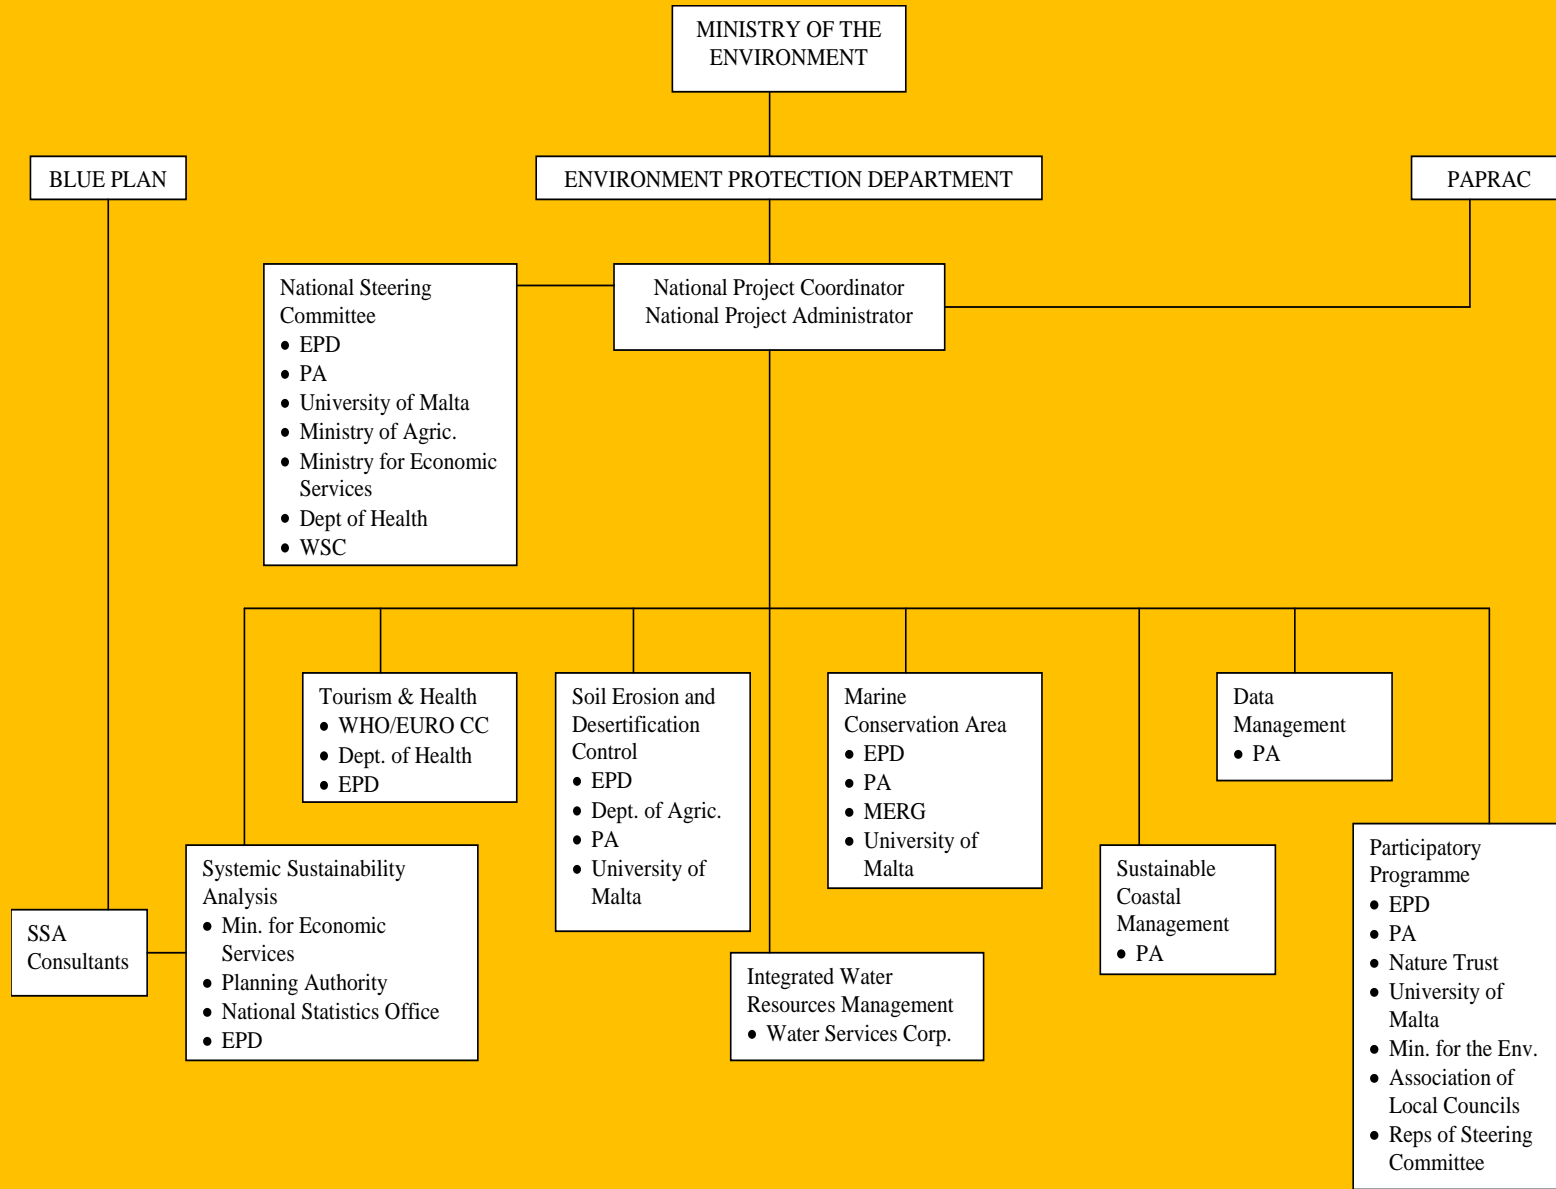 MINISTRY OF THE
ENVIRONMENT
BLUE PLAN
ENVIRONMENT PROTECTION DEPARTMENT
PAPRAC
National Steering
Committee
• EPD
• PA
• University of Malta
• Ministry of Agric.
• Ministry for Economic
Services
• Dept of Health
• WSC
National Project Coordinator
National Project Administrator
Tourism & Health
• WHO/EURO CC
• Dept. of Health
• EPD
Soil Erosion and
Desertification
Control
• EPD
• Dept. of Agric.
• PA
• University of
Malta
Marine
Conservation Area
• EPD
• PA
• MERG
• University of
Malta
Data
Management
• PA
SSA
Consultants
Systemic Sustainability
Analysis
• Min. for Economic
Services
• Planning Authority
• National Statistics Office
• EPD
Integrated Water
Resources Management
• Water Services Corp.
Sustainable
Coastal
Management
• PA
Participatory
Programme
• EPD
• PA
• Nature Trust
• University of
Malta
• Min. for the Env.
• Association of
Local Councils
• Reps of Steering
Committee